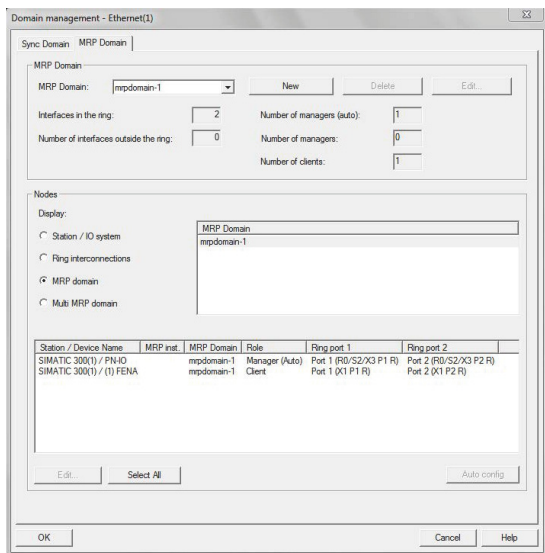 Domain management - Ethernet(1)
Sync Domain MRP Domain
MRP Domain
MRP Domain: mrpdomain-1 New Delete Edit...
Interfaces in the ring: 2 Number of managers (auto): 1
Number of interfaces outside the ring: 0 Number of managers: 0
Number of clients: 1
Nodes
Display:
Station / IO system
Ring interconnections
MRP domain
Multi MRP domain
MRP Domain
mrpdomain-1
Station / Device Name MRP inst. MRP Domain Role Ring port 1 Ring port 2
SIMATIC 300(1) / PN-IO mrpdomain-1 Manager (Auto) Port 1 (R0/S2/X3 P1 R) Port 2 (R0/S2/X3 P2 R)
SIMATIC 300(1) / (1) FENA mrpdomain-1 Client Port 1 (X1 P1 R) Port 2 (X1 P2 R)
Edit... Select All Auto config
OK Cancel Help